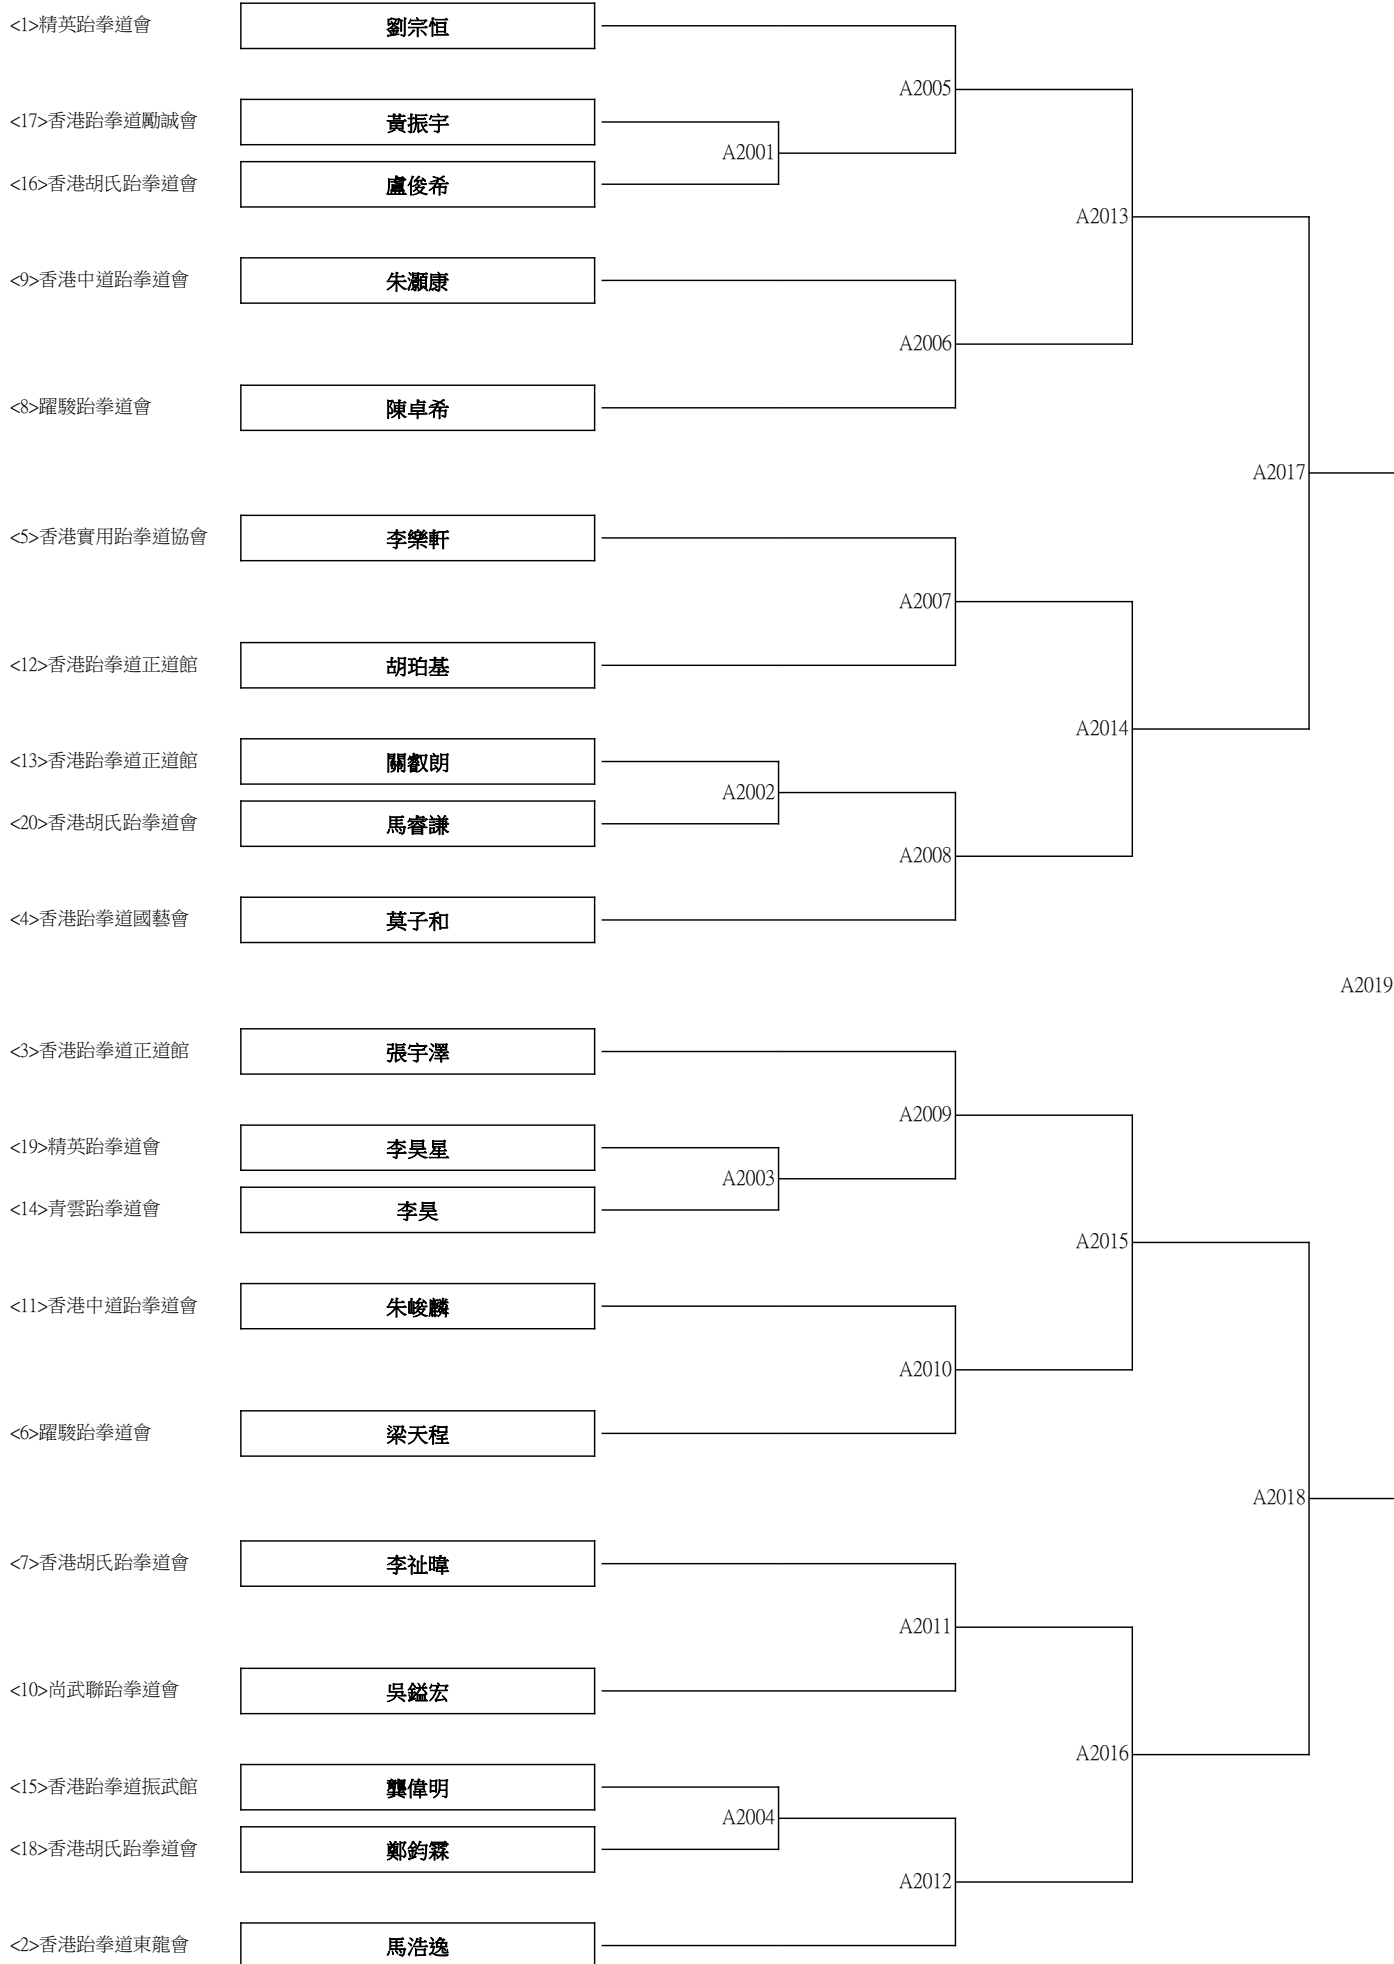 <1>精英跆拳道會 劉宗恒
A2005
<17>香港跆拳道勵誠會 黃振宇
A2001
<16>香港胡氏跆拳道會 盧俊希
A2013
<9>香港中道跆拳道會 朱灝康
A2006
<8>躍駿跆拳道會 陳卓希
A2017
<5>香港實用跆拳道協會 李樂軒
A2007
<12>香港跆拳道正道館 胡珀基
A2014
<13>香港跆拳道正道館 關叡朗
A2002
<20>香港胡氏跆拳道會 馬睿謙
A2008
<4>香港跆拳道國藝會 莫子和
A2019
<3>香港跆拳道正道館 張宇澤
A2009
<19>精英跆拳道會 李昊星
A2003
<14>青雲跆拳道會 李昊
A2015
<11>香港中道跆拳道會 朱峻麟
A2010
<6>躍駿跆拳道會 梁天程
A2018
<7>香港胡氏跆拳道會 李祉暐
A2011
<10>尚武聯跆拳道會 吳鎰宏
A2016
<15>香港跆拳道振武館 龔偉明
A2004
<18>香港胡氏跆拳道會 鄭鈞霖
A2012
<2>香港跆拳道東龍會 馬浩逸